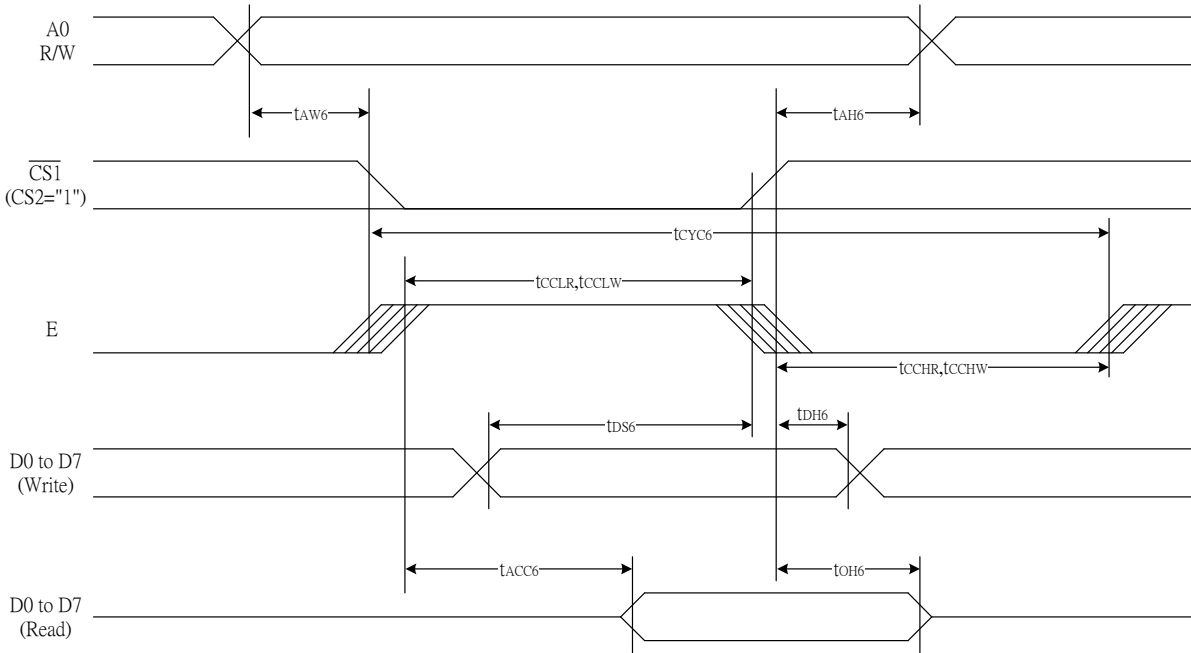 A0
R/W
tAW6
tAH6
CS1
(CS2="1")
tCYC6
tCCLR,tCCLW
E
tCCHR,tCCHW
tDS6
tDH6
D0 to D7
(Write)
tACC6
tOH6
D0 to D7
(Read)